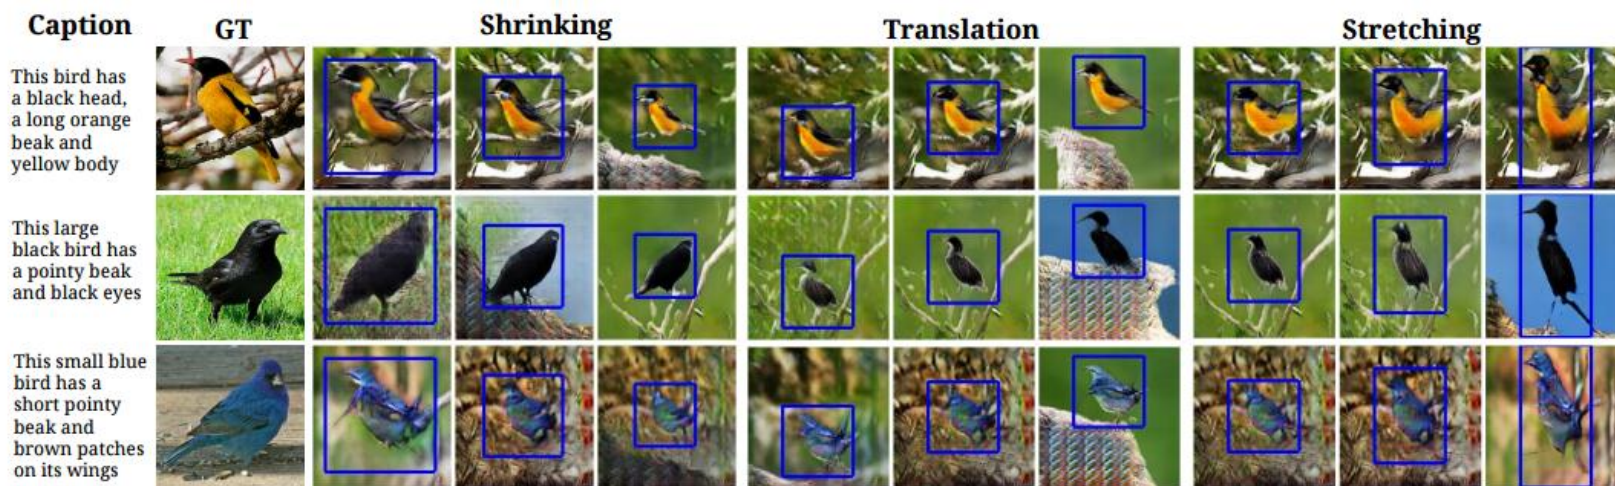 Caption GT Shrinking Translation Stretching
This bird has
a black head,
a long orange
beak and
yellow body
This large
black bird has
a pointy beak
and black eyes
This small blue
bird has a
short pointy
beak and
brown patches
on its wings